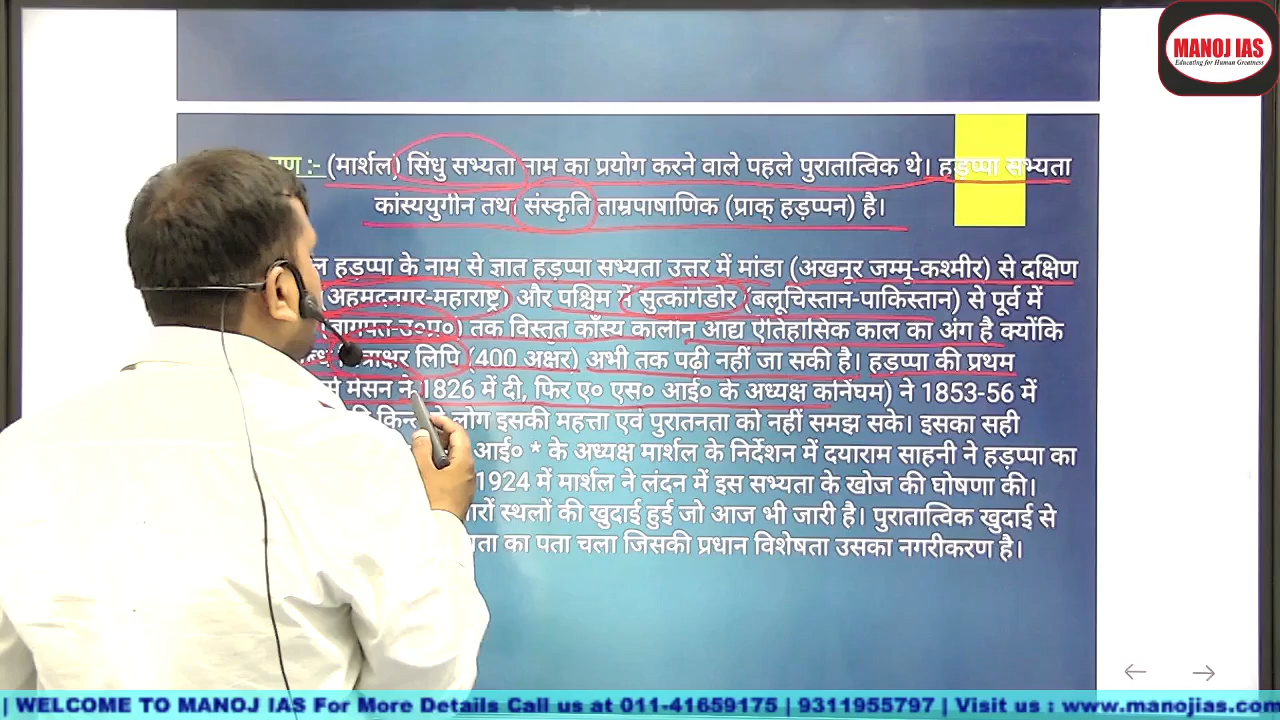 MANOJ IAS
Educating for Human Greatness
:- (मार्शल) सिंधु सभ्यता नाम का प्रयोग करने वाले पहले पुरातात्विक थे। हड़प्पा सभ्यता
कांस्ययुगीन तथा संस्कृति ताम्रपाषाणिक (प्राक् हड़प्पन) है।
हडप्पा के नाम से ज्ञात हड़प्पा सभ्यता उत्तर में मांडा (अखनूर जम्मू-कश्मीर) से दक्षिण
(अहमदनगर-महाराष्ट्र) और पश्चिम में सुत्कांगेडोर (बलूचिस्तान-पाकिस्तान) से पूर्व में
तक विस्तृत काँस्य कालीन आद्य ऐतिहासिक काल का अंग है क्योंकि
लिपि (400 अक्षर) अभी तक पढ़ी नहीं जा सकी है। हड़प्पा की प्रथम
मैसन ने 1826 में दी, फिर ए० एस० आई० के अध्यक्ष कनिंघम) ने 1853-56 में
लोग इसकी महत्ता एवं पुरातनता को नहीं समझ सके। इसका सही
आई० * के अध्यक्ष मार्शल के निर्देशन में दयाराम साहनी ने हड़प्पा का
1924 में मार्शल ने लंदन में इस सभ्यता के खोज की घोषणा की।
स्थलों की खुदाई हुई जो आज भी जारी है। पुरातात्विक खुदाई से
का पता चला जिसकी प्रधान विशेषता उसका नगरीकरण है।
| WELCOME TO MANOJ IAS For More Details Call us at 011-41659175 | 9311955797 | Visit us : www.manojias.com